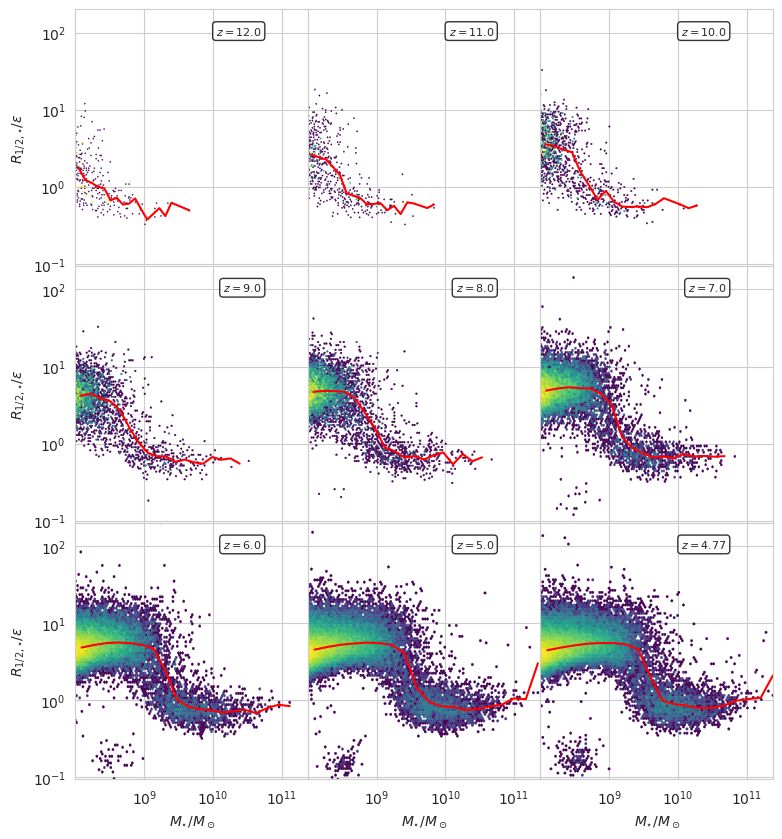 z = 12.0
z = 11.0
z = 10.0
10²
10¹
10⁰
10⁻¹
R₁/₂,⋆/ε
z = 9.0
z = 8.0
z = 7.0
10²
10¹
10⁰
10⁻¹
R₁/₂,⋆/ε
z = 6.0
z = 5.0
z = 4.77
10²
10¹
10⁰
10⁻¹
R₁/₂,⋆/ε
10⁹ 10¹⁰ 10¹¹ 10⁹ 10¹⁰ 10¹¹ 10⁹ 10¹⁰ 10¹¹
M⋆/M⊙ M⋆/M⊙ M⋆/M⊙